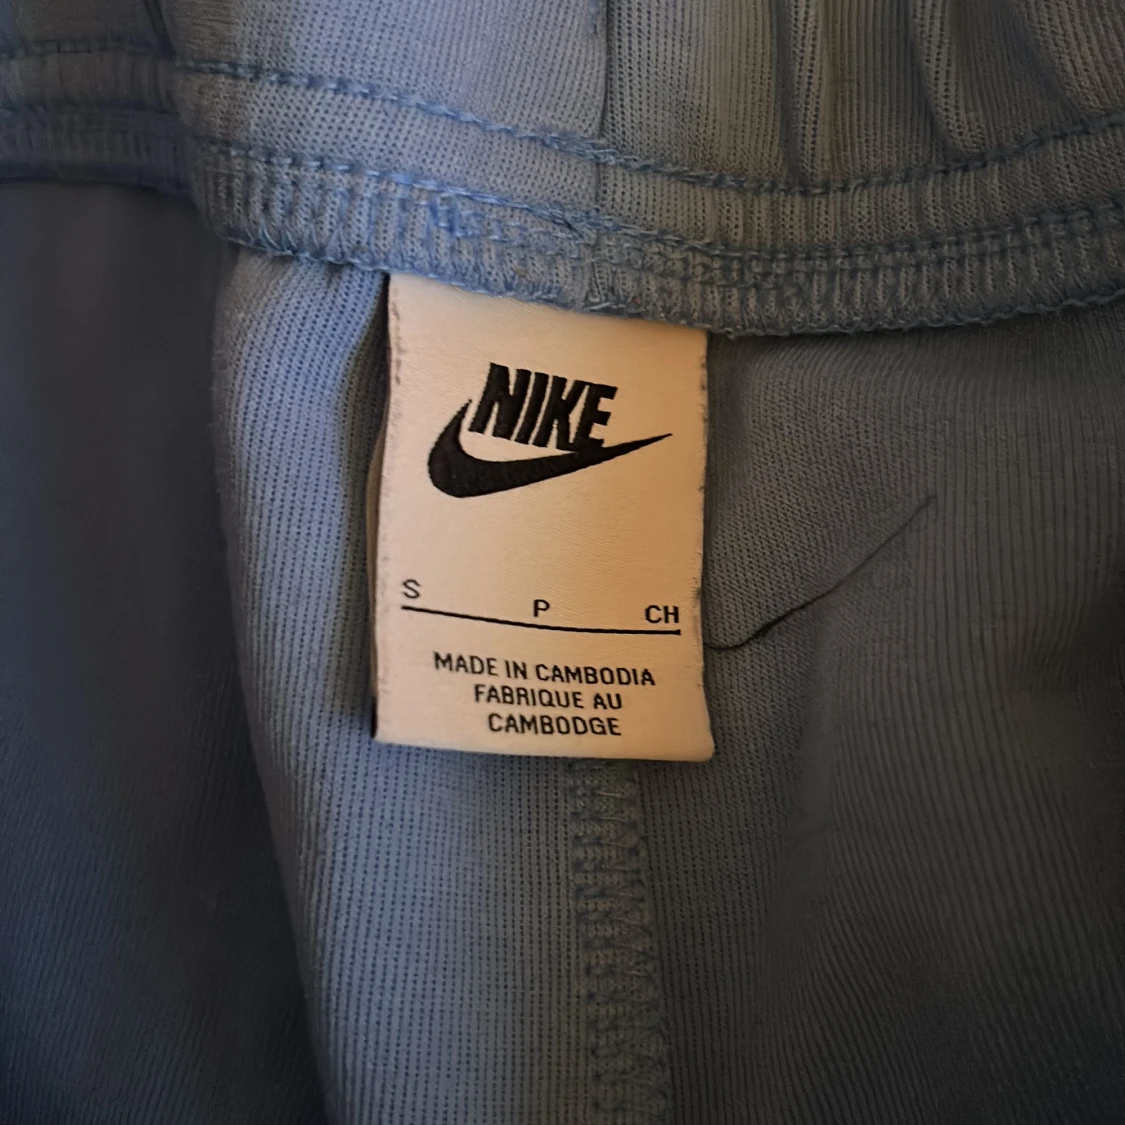 NIKE
S P CH
MADE IN CAMBODIA
FABRIQUE AU
CAMBODGE